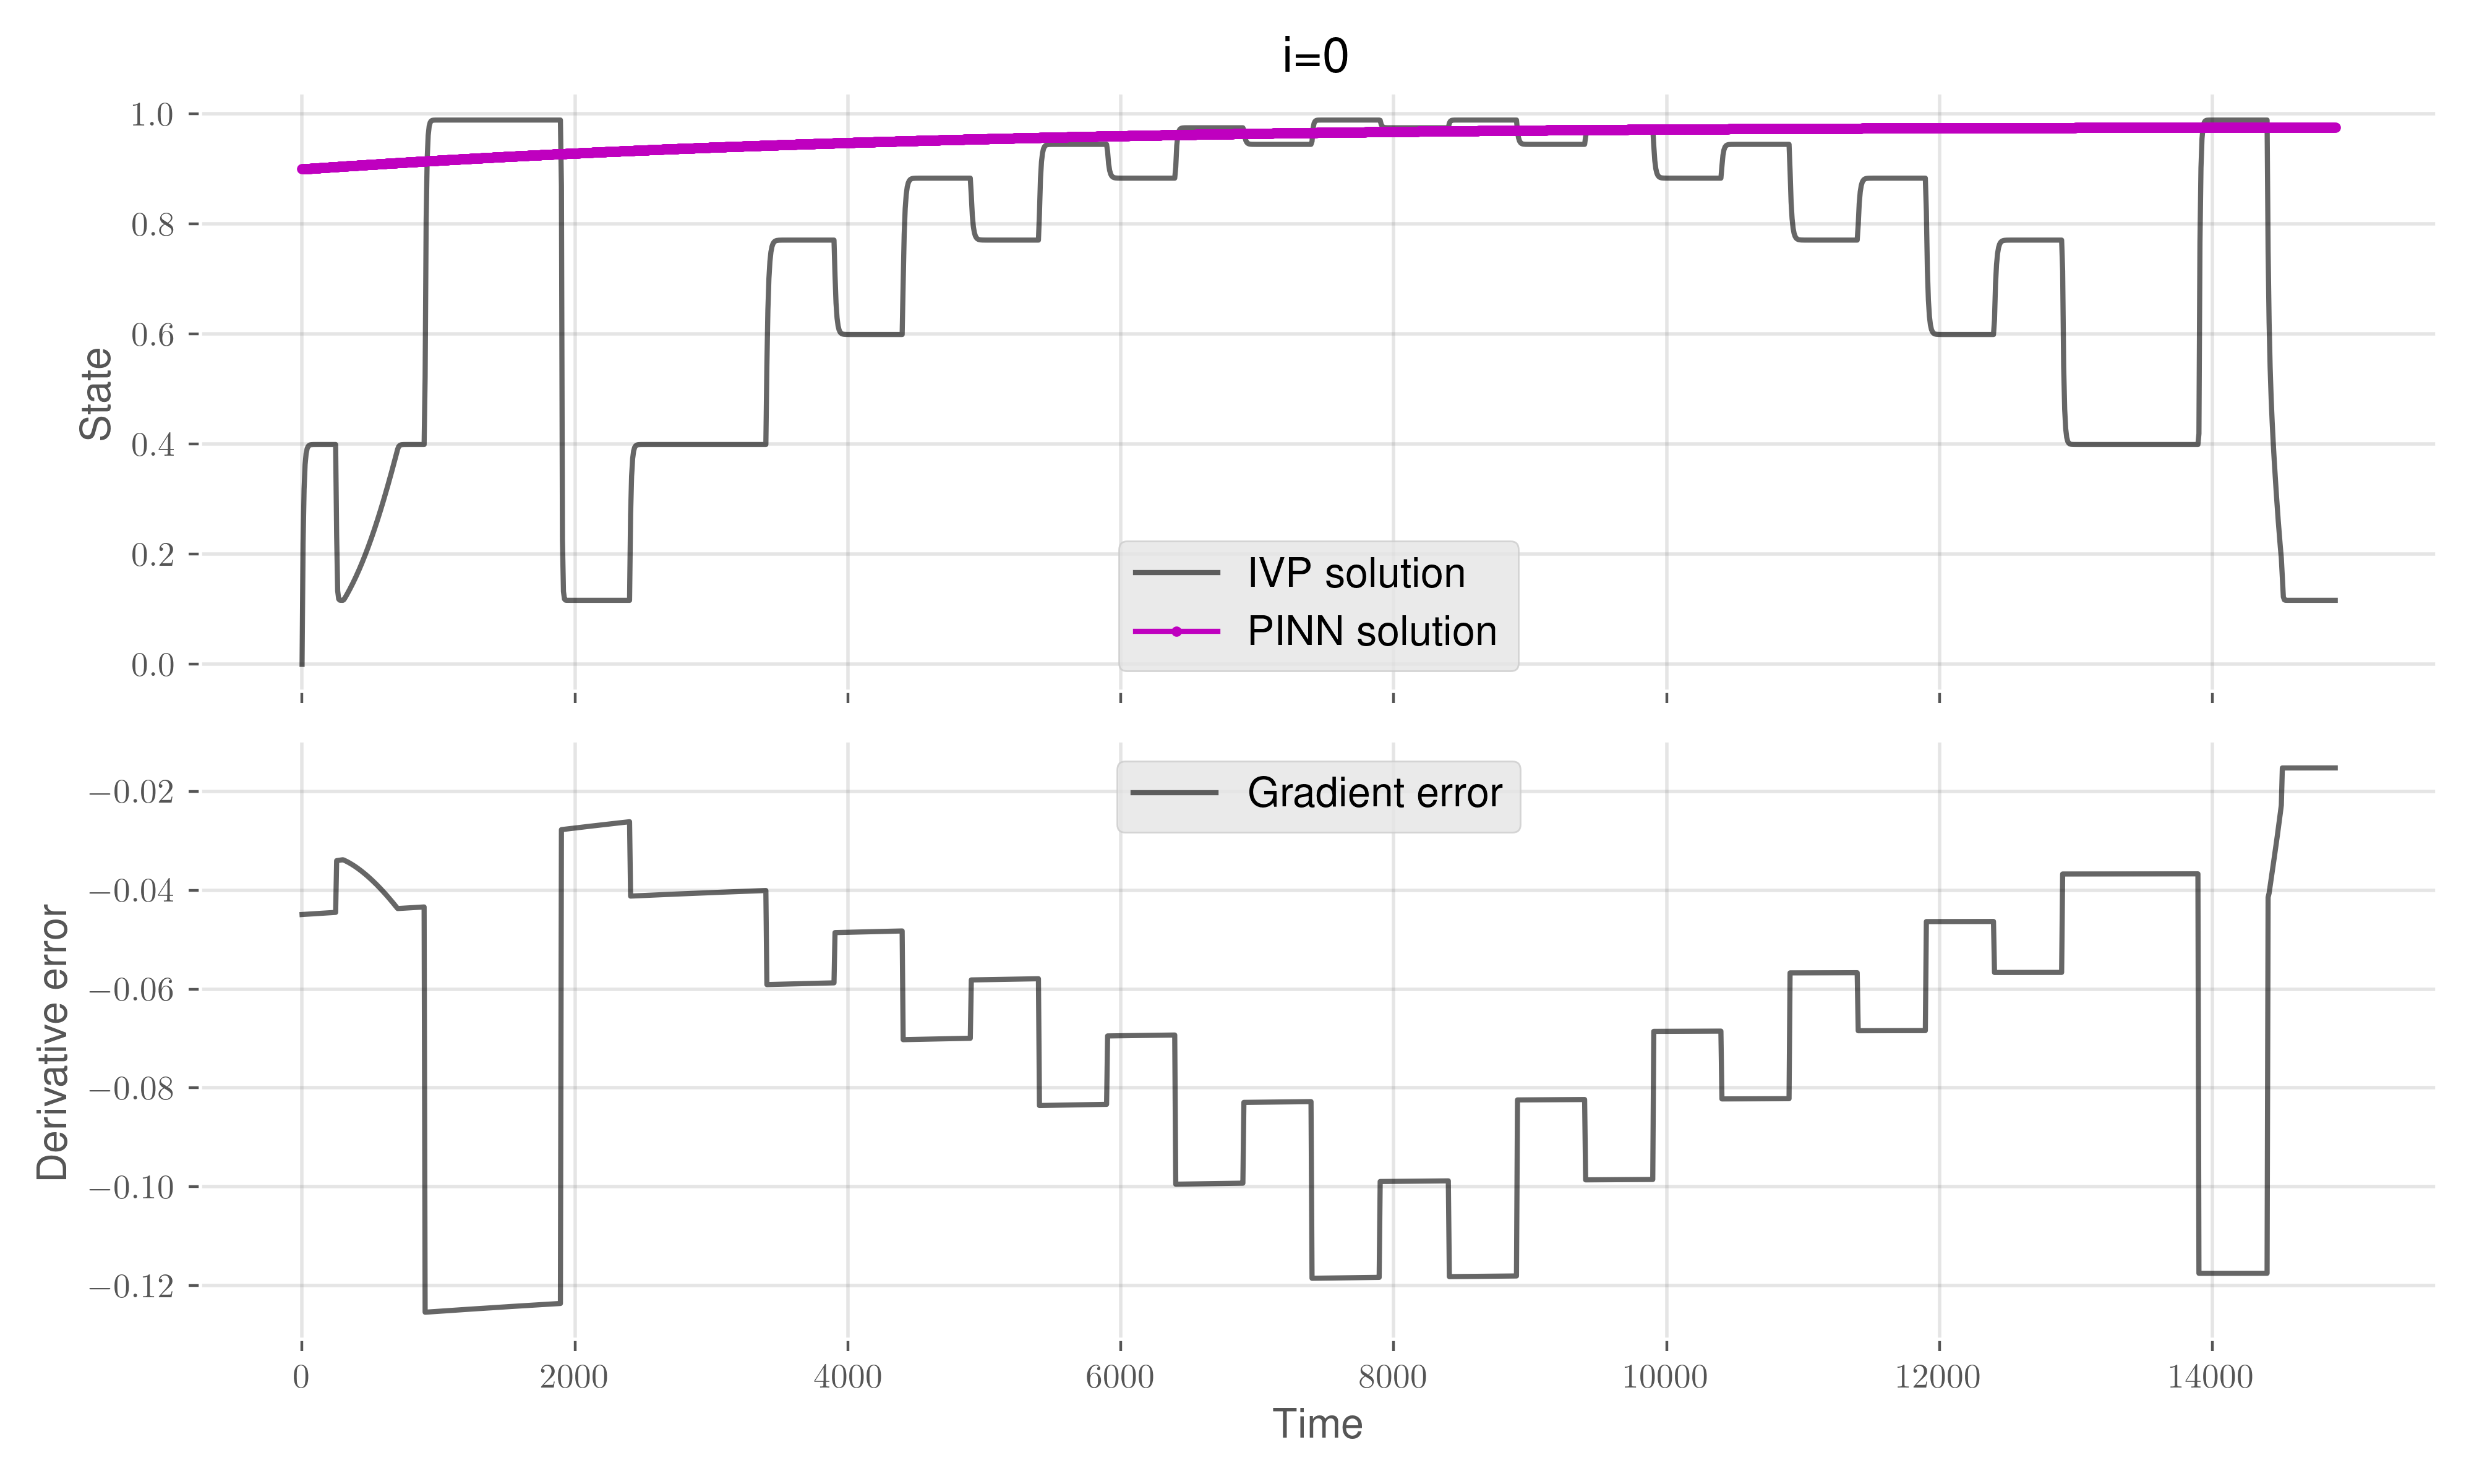 i=0
1.0
0.8
0.6
0.4
0.2
0.0
State
IVP solution
PINN solution
−0.02
−0.04
−0.06
−0.08
−0.10
−0.12
Derivative error
Gradient error
0 2000 4000 6000 8000 10000 12000 14000
Time